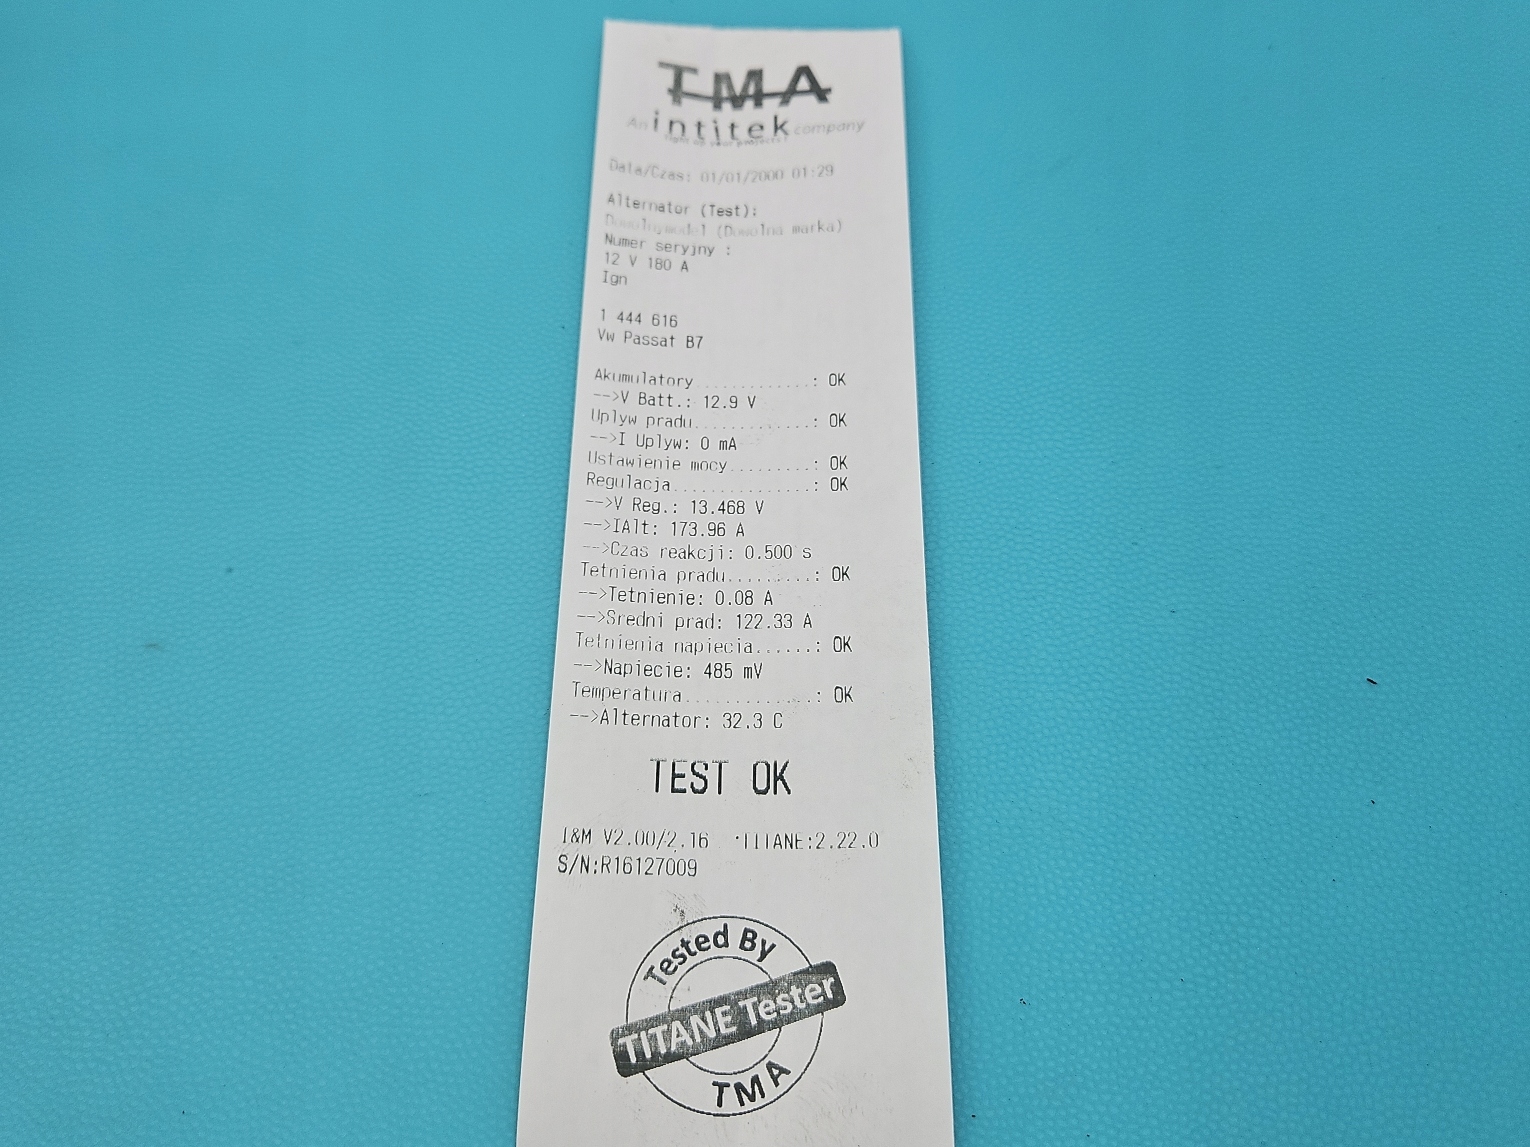 TMA
An intitek company
light up your projects!
Data/Czas: 01/01/2000 01:29
Alternator (Test):
(Dowolna marka)
Numer seryjny :
12 V 180 A
Ign
1 444 616
Vw Passat B7
Akumulatory ............: OK
-->V Batt.: 12.9 V
Uplyw pradu............: OK
-->I Uplyw: 0 mA
Ustawienie mocy.........: OK
Regulacja..............: OK
-->V Reg.: 13.468 V
-->IAlt: 173.96 A
-->Czas reakcji: 0.500 s
Tetnienia pradu.........: OK
-->Tetnienie: 0.08 A
-->Sredni prad: 122.33 A
Tetnienia napiecia......: OK
-->Napiecie: 485 mV
Temperatura.............: OK
-->Alternator: 32.3 C
TEST OK
I&M V2.00/2.16 TITANE:2.22.0
S/N:R16127009
Tested By
TITANE Tester
TMA